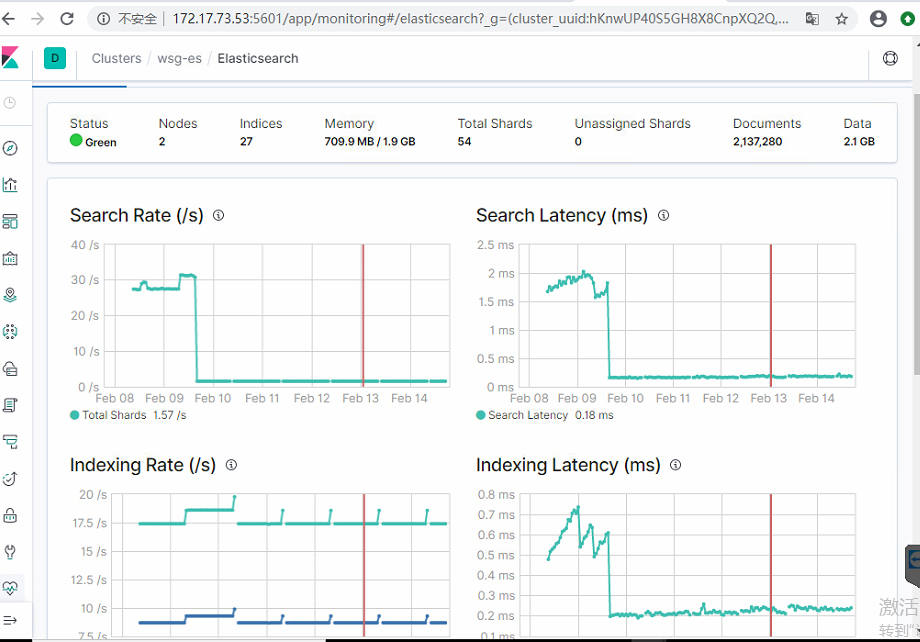 不安全 172.17.73.53:5601/app/monitoring#/elasticsearch?_g=(cluster_uuid:hKnwUP40S5GH8X8CnpXQ2Q,...
D Clusters / wsg-es / Elasticsearch
Status Nodes Indices Memory Total Shards Unassigned Shards Documents Data
Green 2 27 709.9 MB / 1.9 GB 54 0 2,137,280 2.1 GB
Search Rate (/s)
40 /s
30 /s
20 /s
10 /s
0 /s
Feb 08 Feb 09 Feb 10 Feb 11 Feb 12 Feb 13 Feb 14
Total Shards 1.57 /s
Search Latency (ms)
2.5 ms
2 ms
1.5 ms
1 ms
0.5 ms
0 ms
Feb 08 Feb 09 Feb 10 Feb 11 Feb 12 Feb 13 Feb 14
Search Latency 0.18 ms
Indexing Rate (/s)
20 /s
17.5 /s
15 /s
12.5 /s
10 /s
7.5 /s
Indexing Latency (ms)
0.8 ms
0.7 ms
0.6 ms
0.5 ms
0.4 ms
0.3 ms
0.2 ms
0.1 ms
激活
转到"